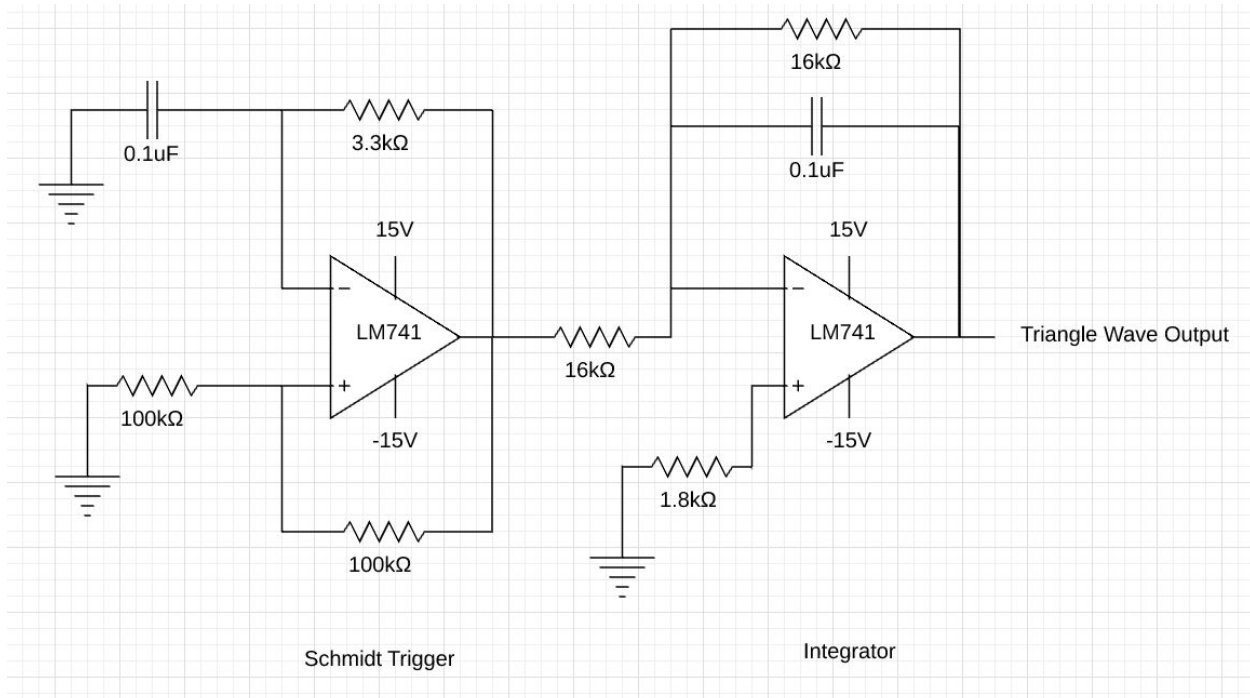 16kΩ
0.1uF
3.3kΩ
0.1uF
15V
15V
−
LM741
+
−
LM741
+
Triangle Wave Output
16kΩ
100kΩ
-15V
-15V
1.8kΩ
100kΩ
Schmidt Trigger
Integrator